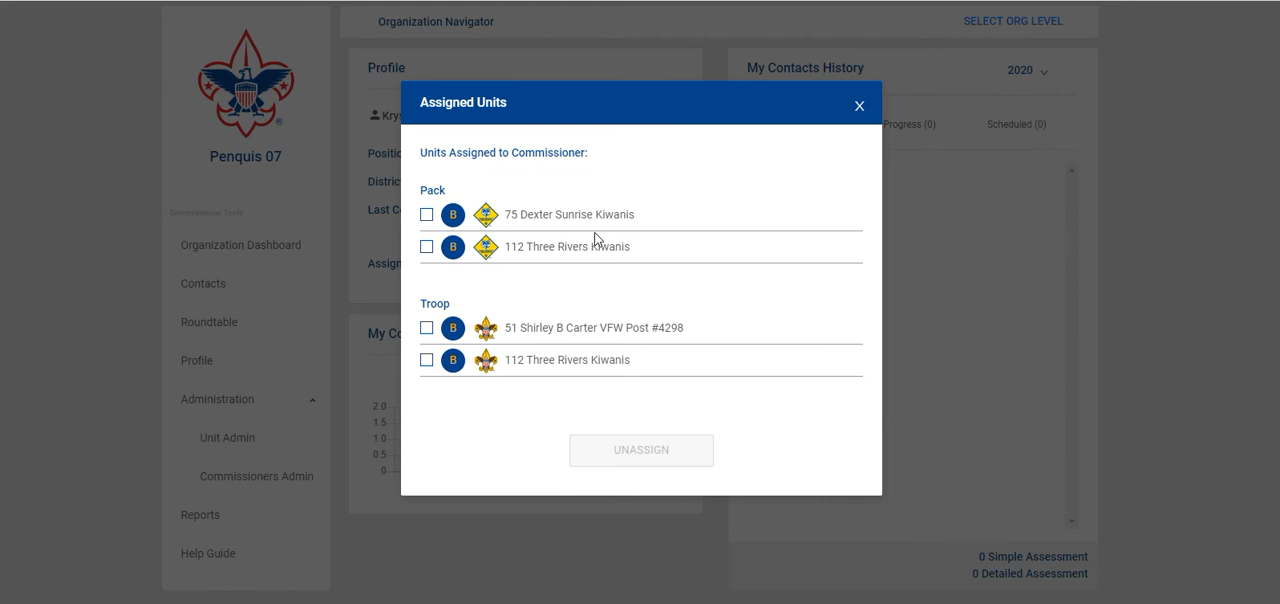 Organization Navigator
SELECT ORG LEVEL
Penquis 07
Commissioner Tools
Organization Dashboard
Contacts
Roundtable
Profile
Administration
Unit Admin
Commissioners Admin
Reports
Help Guide
Profile
My Contacts History
2020
Progress (0)
Scheduled (0)
2.0
1.5
1.0
0.5
0
Assigned Units
X
Units Assigned to Commissioner:
Pack
B 75 Dexter Sunrise Kiwanis
B 112 Three Rivers Kiwanis
Troop
B 51 Shirley B Carter VFW Post #4298
B 112 Three Rivers Kiwanis
UNASSIGN
0 Simple Assessment
0 Detailed Assessment